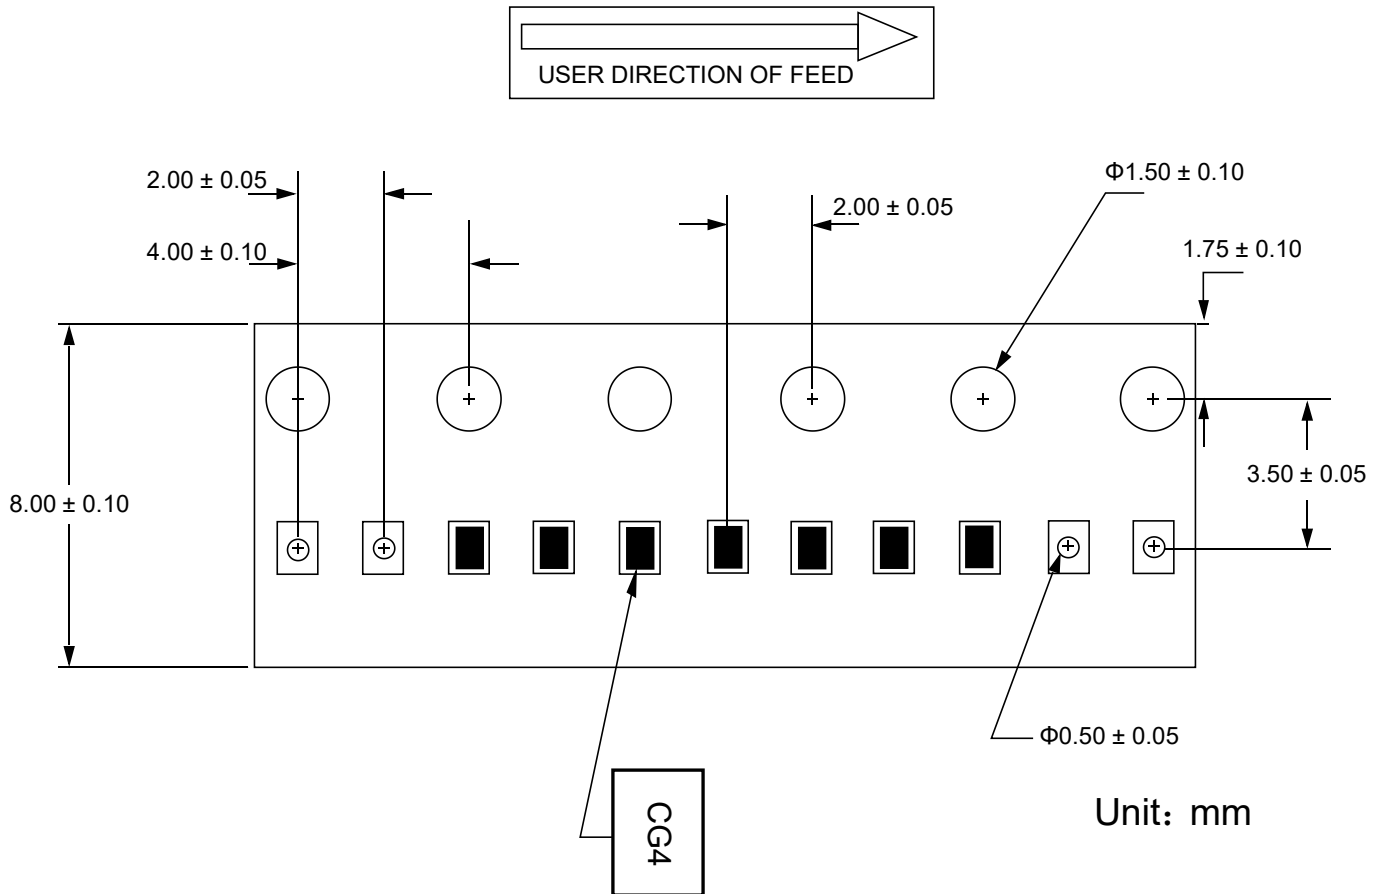 USER DIRECTION OF FEED
2.00 ± 0.05
Φ1.50 ± 0.10
2.00 ± 0.05
4.00 ± 0.10
1.75 ± 0.10
3.50 ± 0.05
8.00 ± 0.10
Φ0.50 ± 0.05
Unit: mm
CG4